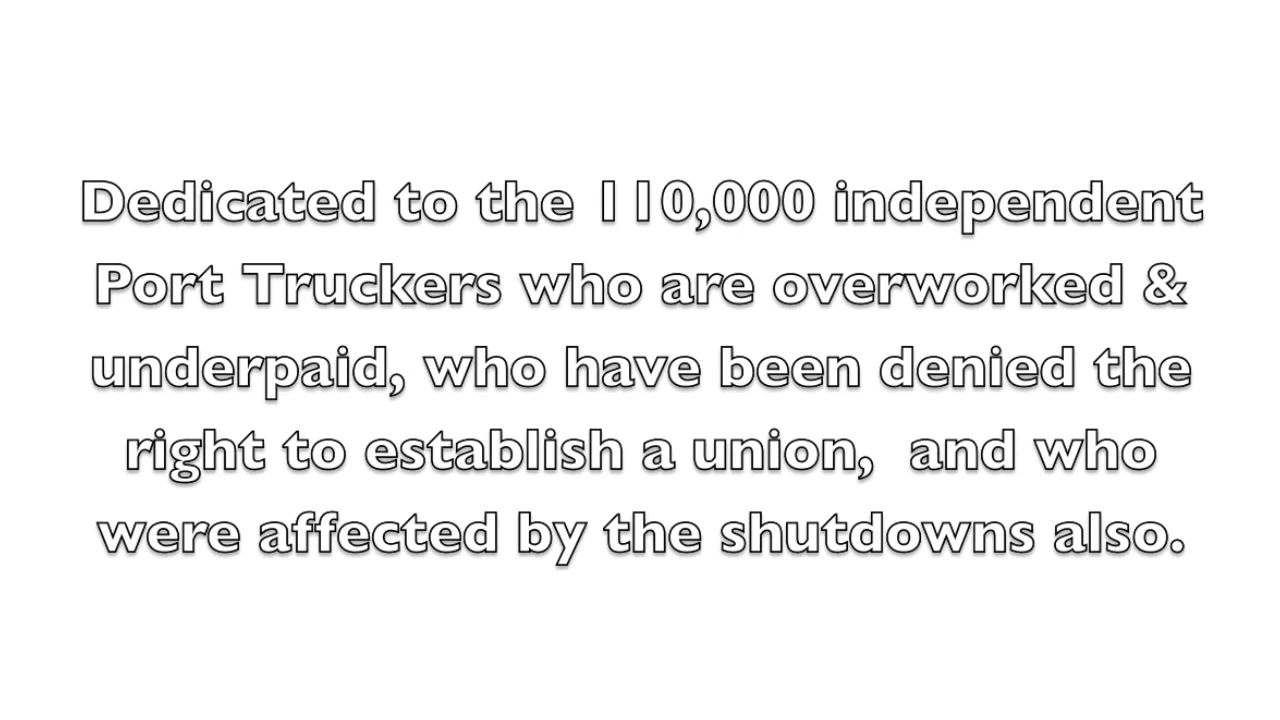 Dedicated to the 110,000 independent
Port Truckers who are overworked &
underpaid, who have been denied the
right to establish a union,  and who
were affected by the shutdowns also.